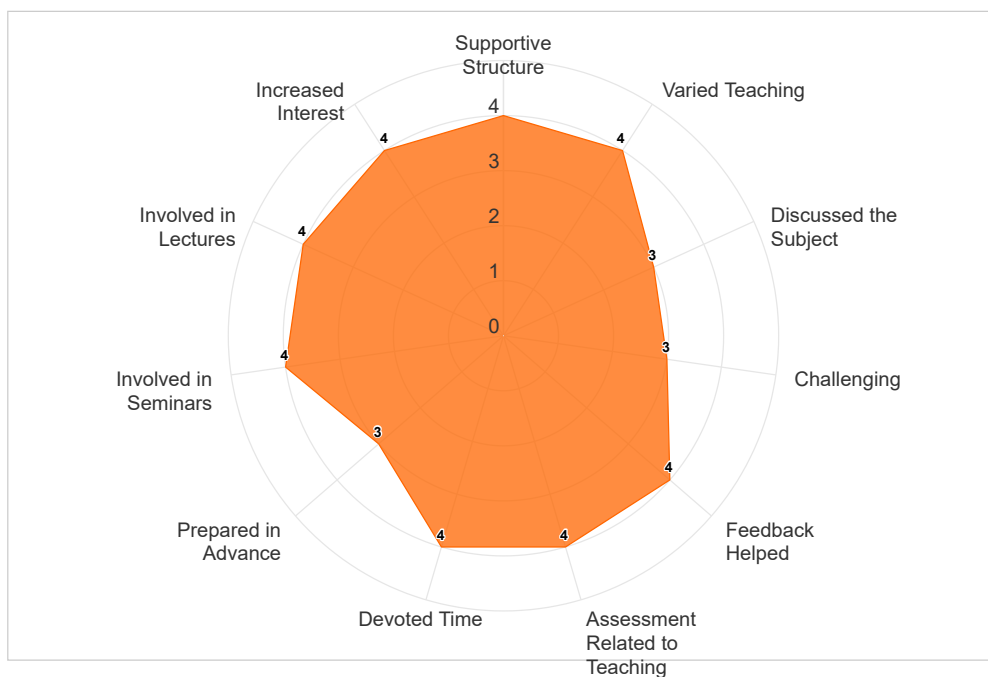 Supportive
Structure
Increased
Interest
Varied Teaching
4
4
4
3
Involved in
Lectures
4
Discussed the
Subject
3
2
1
0
4
3
Involved in
Seminars
Challenging
3
4
Prepared in
Advance
Feedback
Helped
4
4
Devoted Time
Assessment
Related to
Teaching